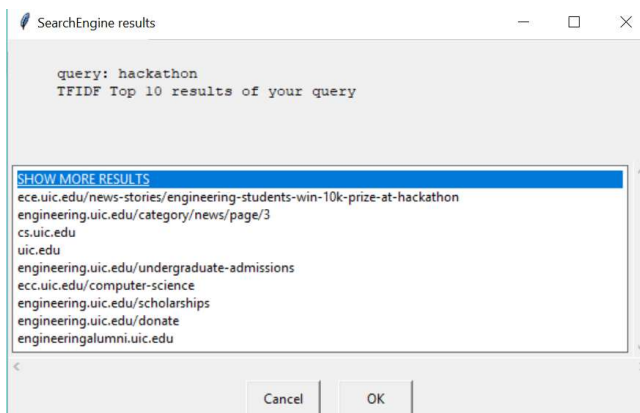 SearchEngine results
query: hackathon
TFIDF Top 10 results of your query
SHOW MORE RESULTS
ece.uic.edu/news-stories/engineering-students-win-10k-prize-at-hackathon
engineering.uic.edu/category/news/page/3
cs.uic.edu
uic.edu
engineering.uic.edu/undergraduate-admissions
ecc.uic.edu/computer-science
engineering.uic.edu/scholarships
engineering.uic.edu/donate
engineeringalumni.uic.edu
Cancel OK